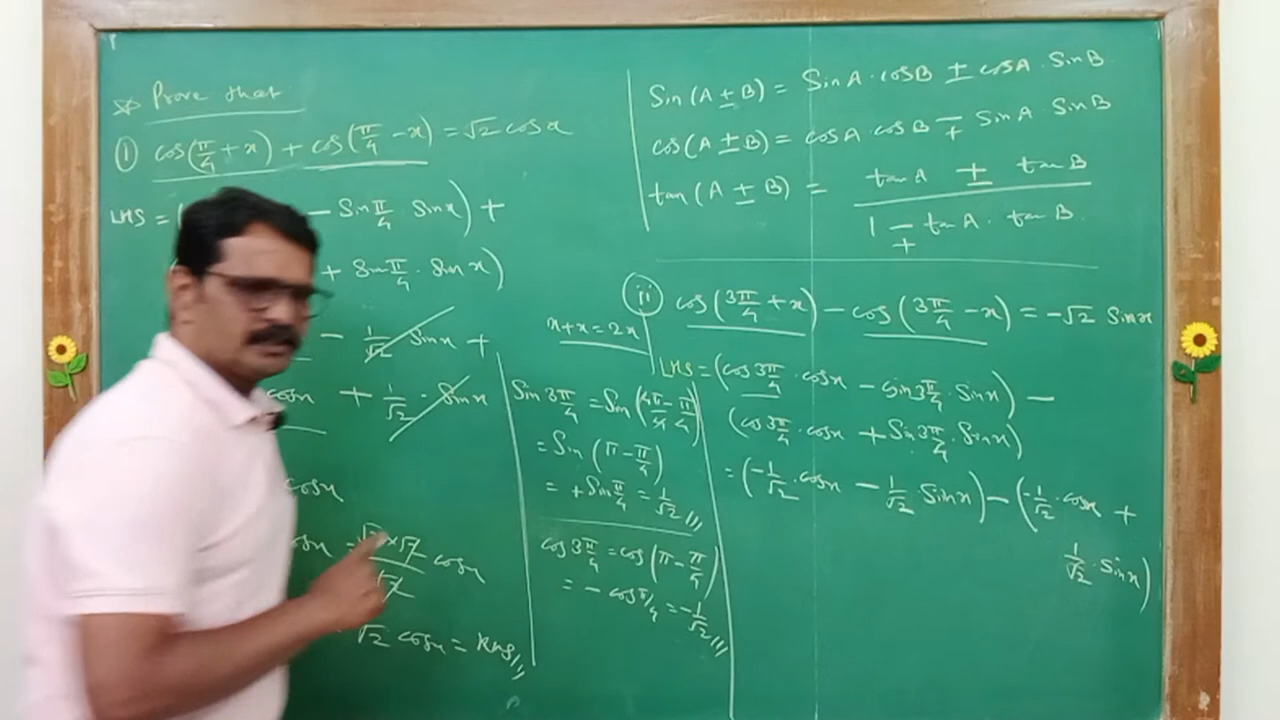 ☆ Prove that
① cos(π/4 + x) + cos(π/4 − x) = √2 cos x
LHS = ( − Sin π/4 Sin x) +
+ Sin π/4 · Sin x)
− 1/√2 Sin x +
cos x + 1/√2 · Sin x
cos x
cos x = √2×√2/√2 cos x
√2 cos x = RHS
x + x = 2x
Sin 3π/4 = Sin (4π/4 − π/4)
= Sin (π − π/4)
= + Sin π/4 = 1/√2 //
cos 3π/4 = cos (π − π/4)
= − cos π/4 = −1/√2 //
Sin (A ± B) = Sin A · cos B ± cos A · Sin B
cos (A ± B) = cos A cos B ∓ Sin A Sin B
tan (A ± B) = tan A ± tan B / 1 ∓ tan A · tan B
ii cos (3π/4 + x) − cos (3π/4 − x) = −√2 Sin x
LHS = (cos 3π/4 · cos x − sin 3π/4 · Sin x) −
(cos 3π/4 · cos x + Sin 3π/4 · Sin x)
= (−1/√2 · cos x − 1/√2 Sin x) − (−1/√2 · cos x +
1/√2 · Sin x)